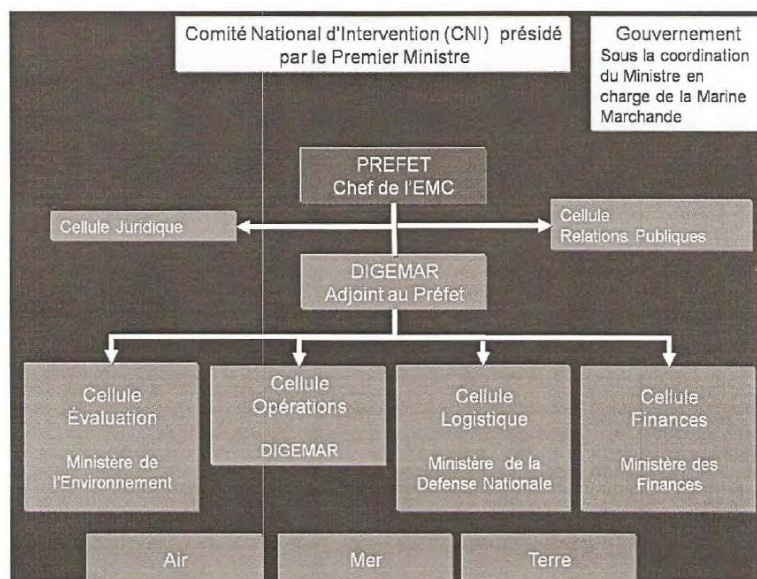 Comité National d'Intervention (CNI) présidé
par le Premier Ministre
Gouvernement
Sous la coordination
du Ministre en
charge de la Marine
Marchande
PREFET
Chef de l'EMC
Cellule Juridique
Cellule
Relations Publiques
DIGEMAR
Adjoint au Préfet
Cellule
Évaluation
Ministère de
l'Environnement
Cellule
Opérations
DIGEMAR
Cellule
Logistique
Ministère de la
Defense Nationale
Cellule
Finances
Ministère des
Finances
Air
Mer
Terre